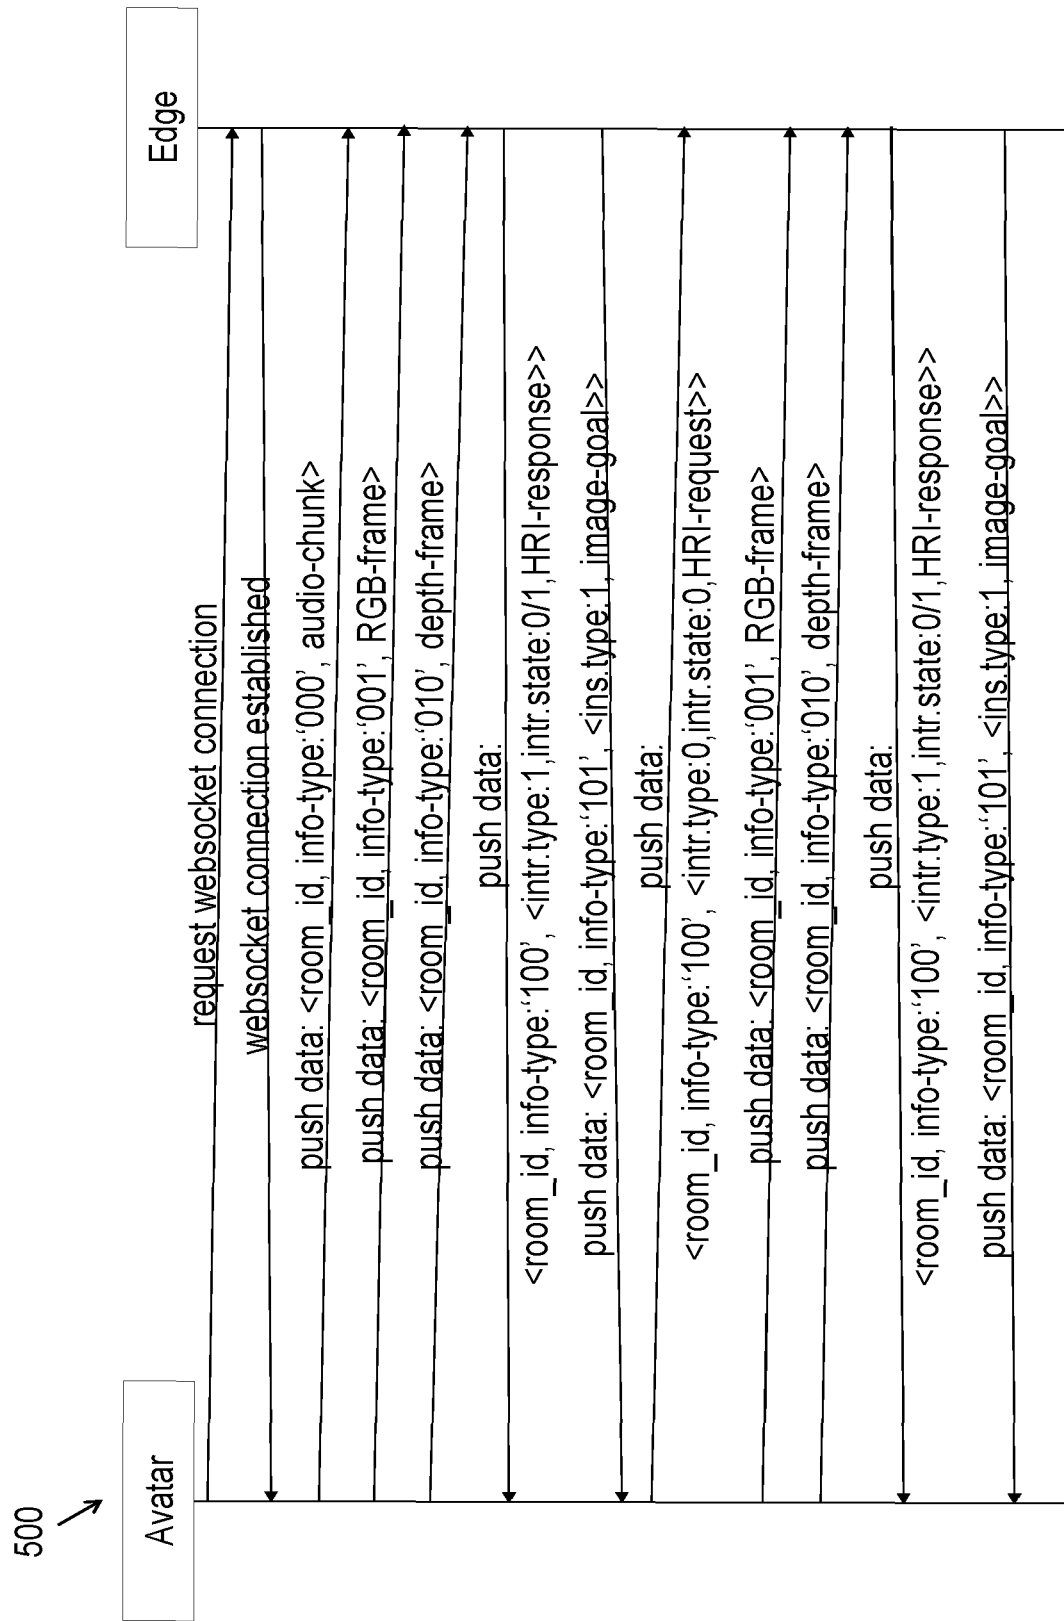 500
Avatar
Edge
request websocket connection
websocket connection established
push data: <room_id, info-type:‘000’, audio-chunk>
push data: <room_id, info-type:‘001’, RGB-frame>
push data: <room_id, info-type:‘010’, depth-frame>
push data:
<room_id, info-type:‘100’, <intr.type:1,intr.state:0/1,HRI-response>>
push data: <room_id, info-type:‘101’, <ins.type:1, image-goal>>
push data:
<room_id, info-type:‘100’, <intr.type:0,intr.state:0,HRI-request>>
push data: <room_id, info-type:‘001’, RGB-frame>
push data: <room_id, info-type:‘010’, depth-frame>
push data:
<room_id, info-type:‘100’, <intr.type:1,intr.state:0/1,HRI-response>>
push data: <room_id, info-type:‘101’, <ins.type:1, image-goal>>